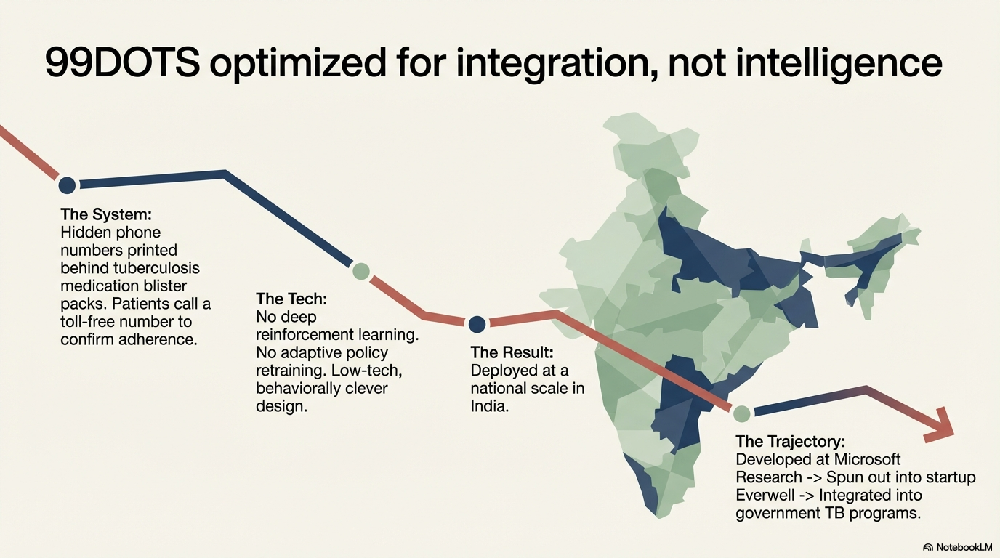 99DOTS optimized for integration, not intelligence
The System:
Hidden phone
numbers printed
behind tuberculosis
medication blister
packs. Patients call a
toll-free number to
confirm adherence.
The Tech:
No deep
reinforcement learning.
No adaptive policy
retraining. Low-tech,
behaviorally clever
design.
The Result:
Deployed at a
national scale in
India.
The Trajectory:
Developed at Microsoft
Research -> Spun out into startup
Everwell -> Integrated into
government TB programs.
NotebookLM